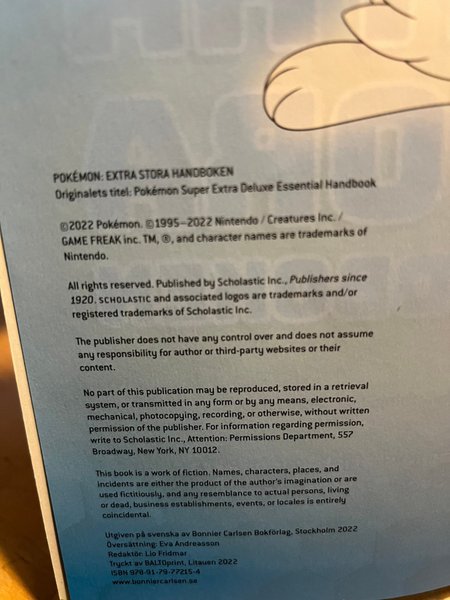 POKÉMON: EXTRA STORA HANDBOKEN
Originalets titel: Pokémon Super Extra Deluxe Essential Handbook
©2022 Pokémon. ©1995–2022 Nintendo / Creatures Inc. /
GAME FREAK inc. TM, ®, and character names are trademarks of
Nintendo.
All rights reserved. Published by Scholastic Inc., Publishers since
1920. SCHOLASTIC and associated logos are trademarks and/or
registered trademarks of Scholastic Inc.
The publisher does not have any control over and does not assume
any responsibility for author or third-party websites or their
content.
No part of this publication may be reproduced, stored in a retrieval
system, or transmitted in any form or by any means, electronic,
mechanical, photocopying, recording, or otherwise, without written
permission of the publisher. For information regarding permission,
write to Scholastic Inc., Attention: Permissions Department, 557
Broadway, New York, NY 10012.
This book is a work of fiction. Names, characters, places, and
incidents are either the product of the author's imagination or are
used fictitiously, and any resemblance to actual persons, living
or dead, business establishments, events, or locales is entirely
coincidental.
Utgiven på svenska av Bonnier Carlsen Bokförlag, Stockholm 2022
Översättning: Eva Andreasson
Redaktör: Lio Fridmar
Tryckt av BALTOprint, Litauen 2022
ISBN 978-91-79-77215-4
www.bonniercarlsen.se